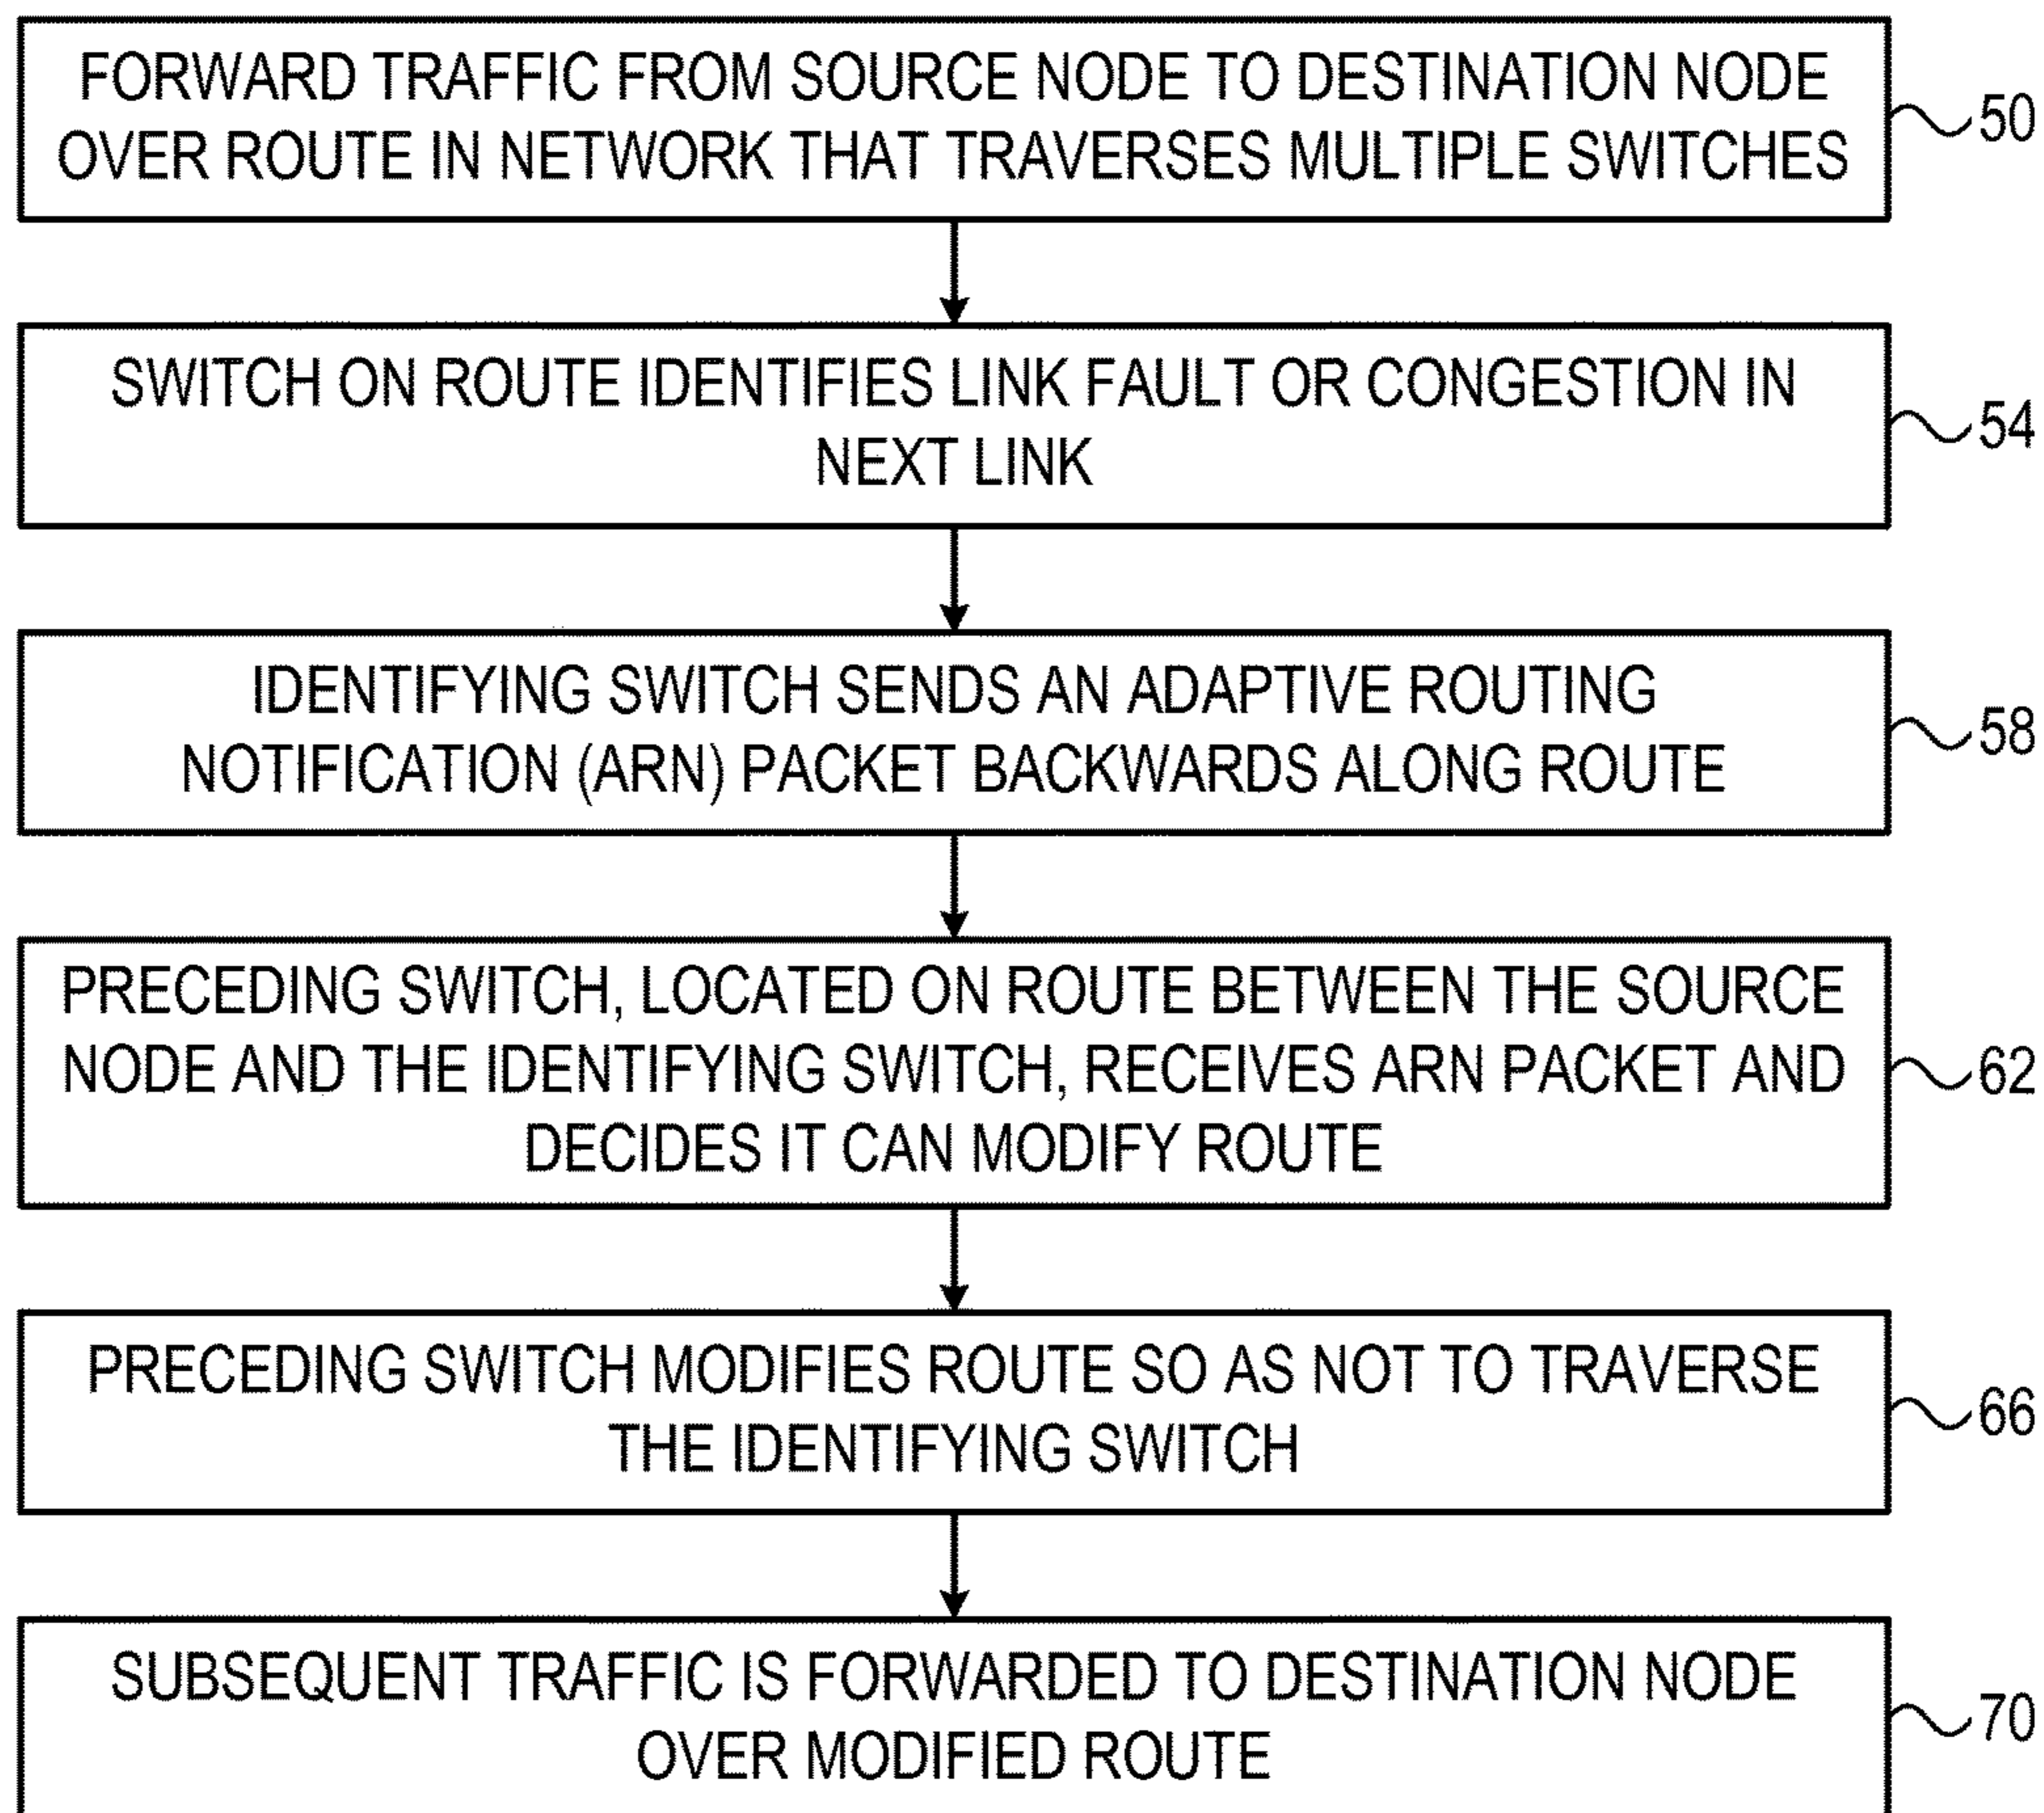 FORWARD TRAFFIC FROM SOURCE NODE TO DESTINATION NODE
OVER ROUTE IN NETWORK THAT TRAVERSES MULTIPLE SWITCHES
50
SWITCH ON ROUTE IDENTIFIES LINK FAULT OR CONGESTION IN
NEXT LINK
54
IDENTIFYING SWITCH SENDS AN ADAPTIVE ROUTING
NOTIFICATION (ARN) PACKET BACKWARDS ALONG ROUTE
58
PRECEDING SWITCH, LOCATED ON ROUTE BETWEEN THE SOURCE
NODE AND THE IDENTIFYING SWITCH, RECEIVES ARN PACKET AND
DECIDES IT CAN MODIFY ROUTE
62
PRECEDING SWITCH MODIFIES ROUTE SO AS NOT TO TRAVERSE
THE IDENTIFYING SWITCH
66
SUBSEQUENT TRAFFIC IS FORWARDED TO DESTINATION NODE
OVER MODIFIED ROUTE
70